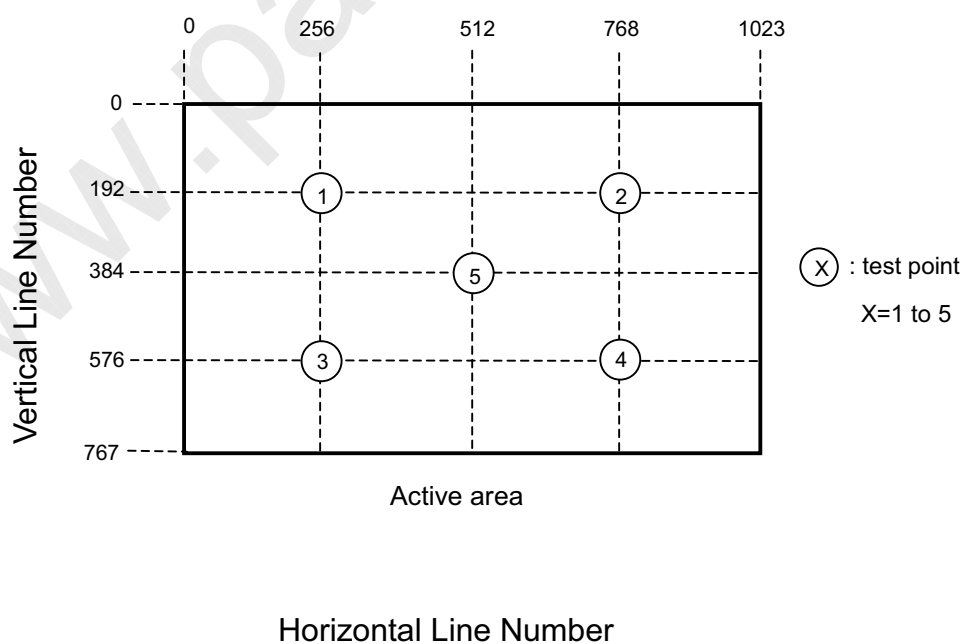 0 256 512 768 1023
0
192
1 2
384
5
X : test point
X=1 to 5
576
3 4
767
Vertical Line Number
Active area
Horizontal Line Number